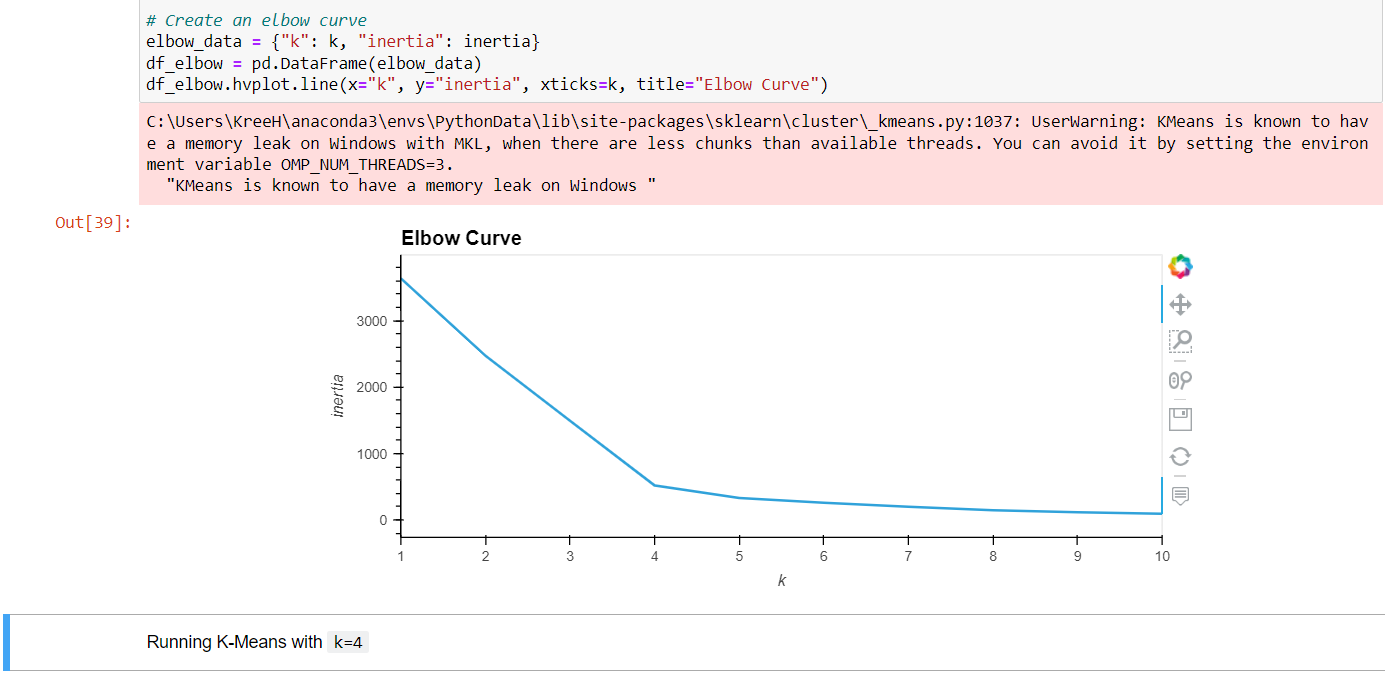 # Create an elbow curve
elbow_data = {"k": k, "inertia": inertia}
df_elbow = pd.DataFrame(elbow_data)
df_elbow.hvplot.line(x="k", y="inertia", xticks=k, title="Elbow Curve")
C:\Users\KreeH\anaconda3\envs\PythonData\lib\site-packages\sklearn\cluster\_kmeans.py:1037: UserWarning: KMeans is known to hav
e a memory leak on Windows with MKL, when there are less chunks than available threads. You can avoid it by setting the environ
ment variable OMP_NUM_THREADS=3.
  "KMeans is known to have a memory leak on Windows "
Out[39]:
Elbow Curve
3000
2000
1000
0
inertia
1 2 3 4 5 6 7 8 9 10
k
Running K-Means with k=4